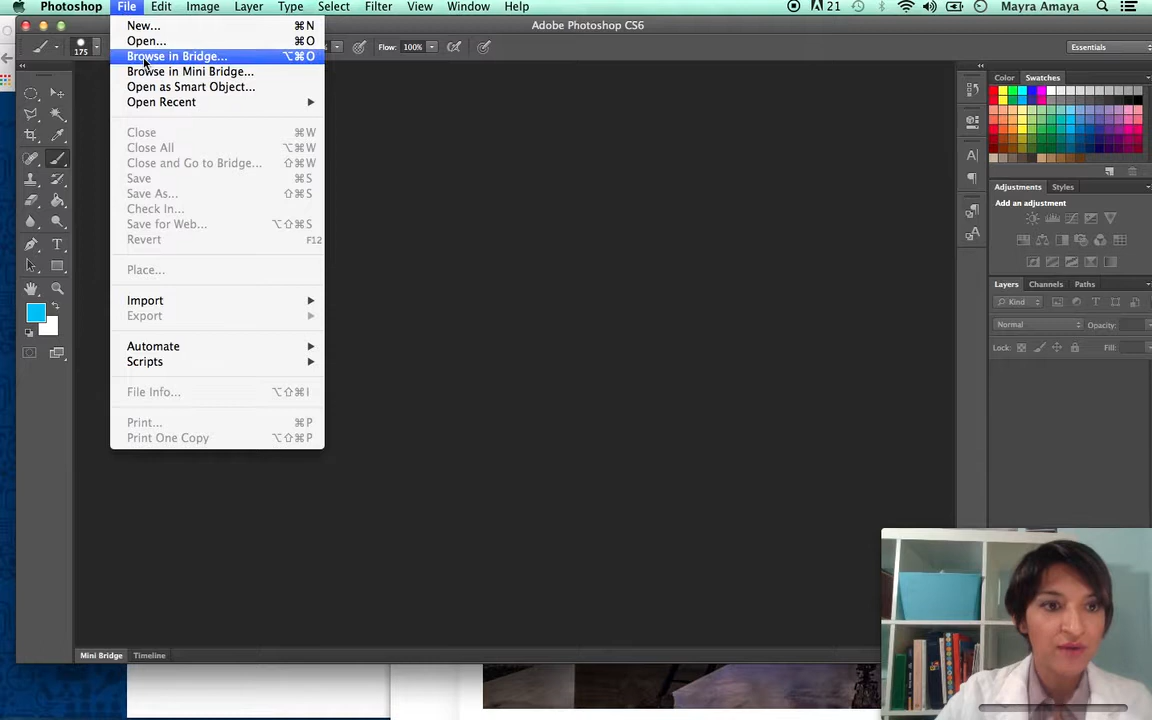 Photoshop File Edit Image Layer Type Select Filter View Window Help 21 Mayra Amaya
Adobe Photoshop CS6
175 Flow: 100% Essentials
New... ⌘N
Open... ⌘O
Browse in Bridge... ⌥⌘O
Browse in Mini Bridge...
Open as Smart Object...
Open Recent
Close ⌘W
Close All ⌥⌘W
Close and Go to Bridge... ⇧⌘W
Save ⌘S
Save As... ⇧⌘S
Check In...
Save for Web... ⌥⇧⌘S
Revert F12
Place...
Import
Export
Automate
Scripts
File Info... ⌥⇧⌘I
Print... ⌘P
Print One Copy ⌥⇧⌘P
Color Swatches
Adjustments Styles
Add an adjustment
Layers Channels Paths
Kind
Normal Opacity:
Lock: Fill:
Mini Bridge Timeline